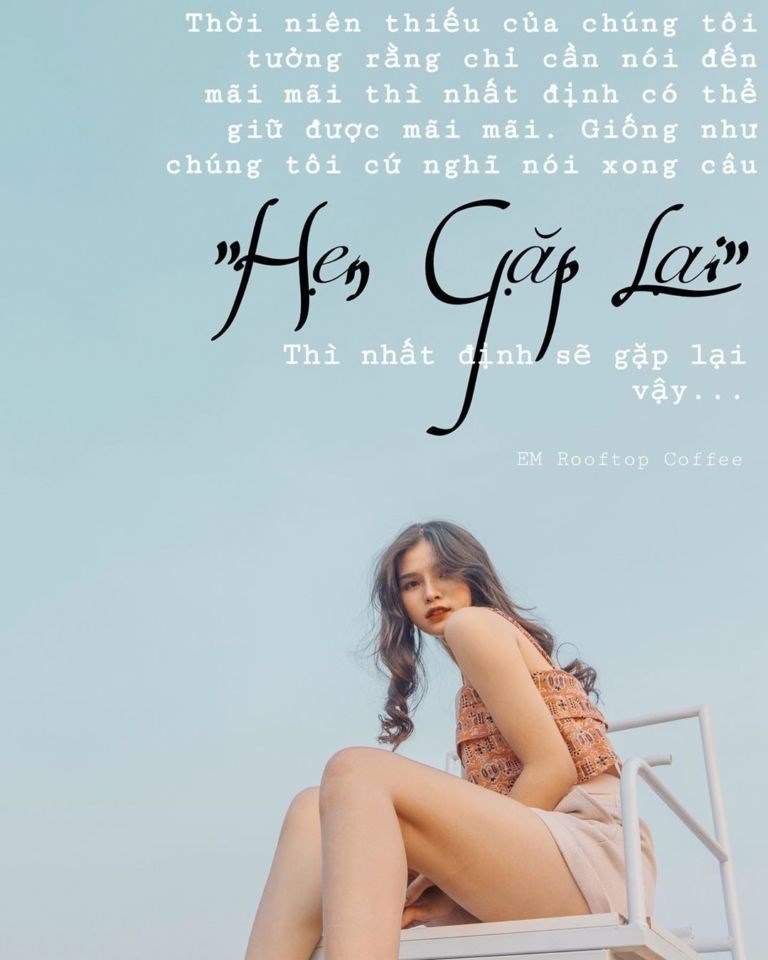 Thời niên thiếu của chúng tôi
tưởng rằng chỉ cần nói đến
mãi mãi thì nhất định có thể
giữ được mãi mãi. Giống như
chúng tôi cứ nghĩ nói xong câu
"Hẹn Gặp Lại"
Thì nhất định sẽ gặp lại
vậy...
EM Rooftop Coffee